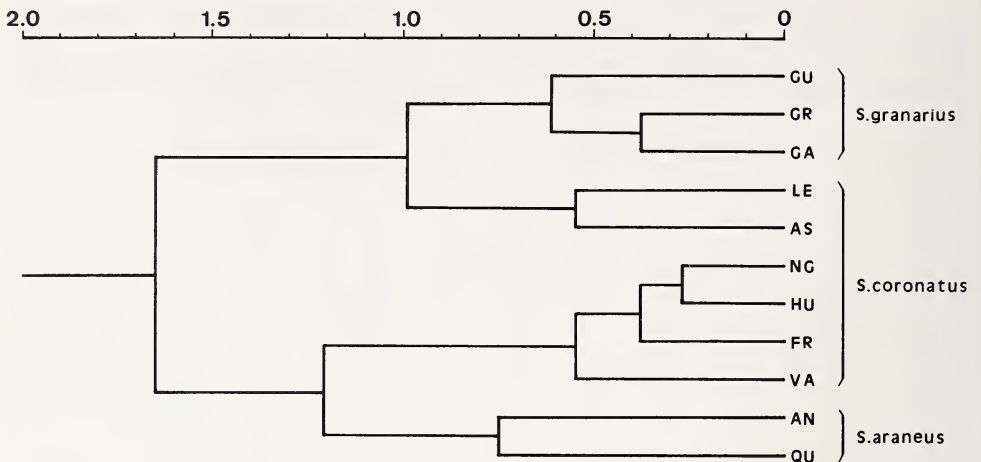 2.0 1.5 1.0 0.5 0
GU
GR
GA
S.granarius
LE
AS
NG
HU
FR
VA
S.coronatus
AN
QU
S.araneus